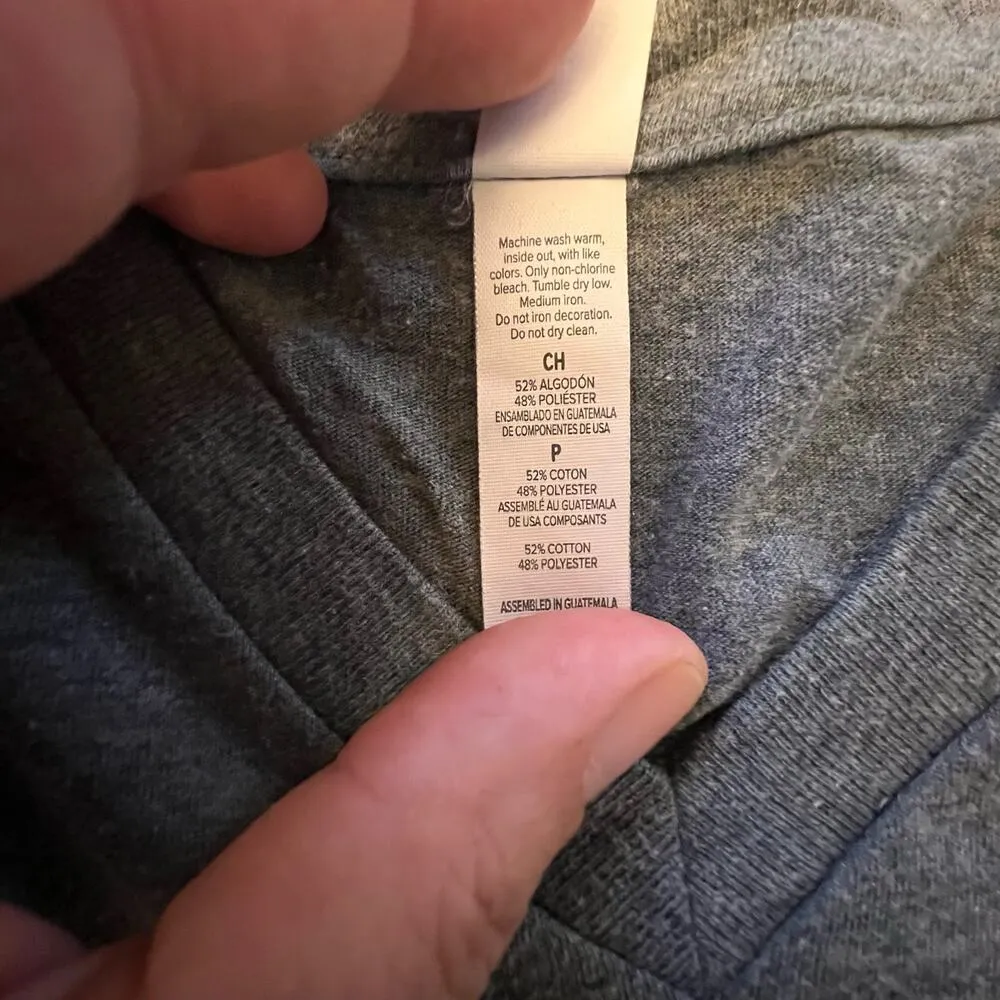 Machine wash warm,
inside out, with like
colors. Only non-chlorine
bleach. Tumble dry low.
Medium iron.
Do not iron decoration.
Do not dry clean.
CH
52% ALGODÓN
48% POLIÉSTER
ENSAMBLADO EN GUATEMALA
DE COMPONENTES DE USA
P
52% COTON
48% POLYESTER
ASSEMBLÉ AU GUATEMALA
DE USA COMPOSANTS
52% COTTON
48% POLYESTER
ASSEMBLED IN GUATEMALA